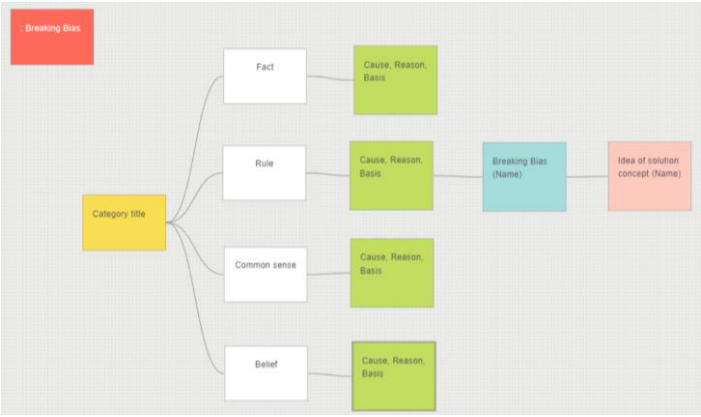 : Breaking Bias
Fact
Cause, Reason,
Basis
Rule
Cause, Reason,
Basis
Breaking Bias
(Name)
Idea of solution
concept (Name)
Category title
Common sense
Cause, Reason,
Basis
Belief
Cause, Reason,
Basis